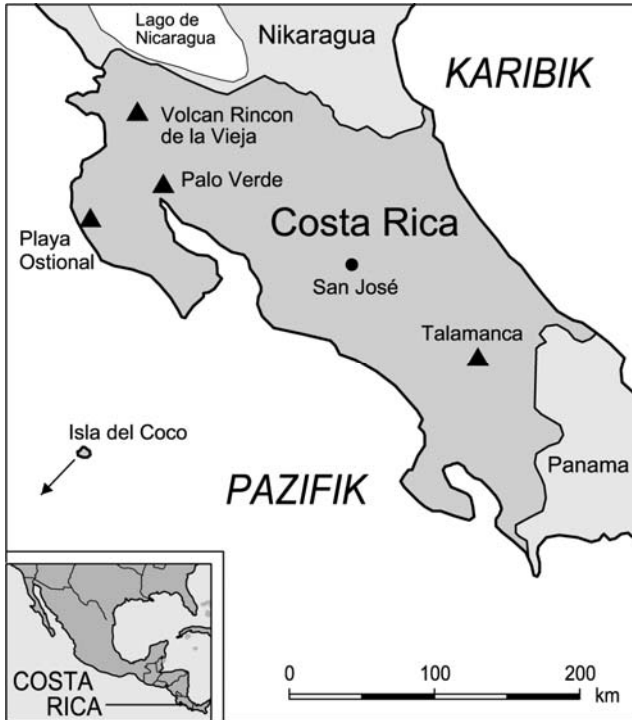 Lago de
Nicaragua
Nikaragua
KARIBIK
Volcan Rincon
de la Vieja
Palo Verde
Costa Rica
Playa
Ostional
San José
Talamanca
Isla del Coco
Panama
PAZIFIK
COSTA
RICA
0 100 200
km